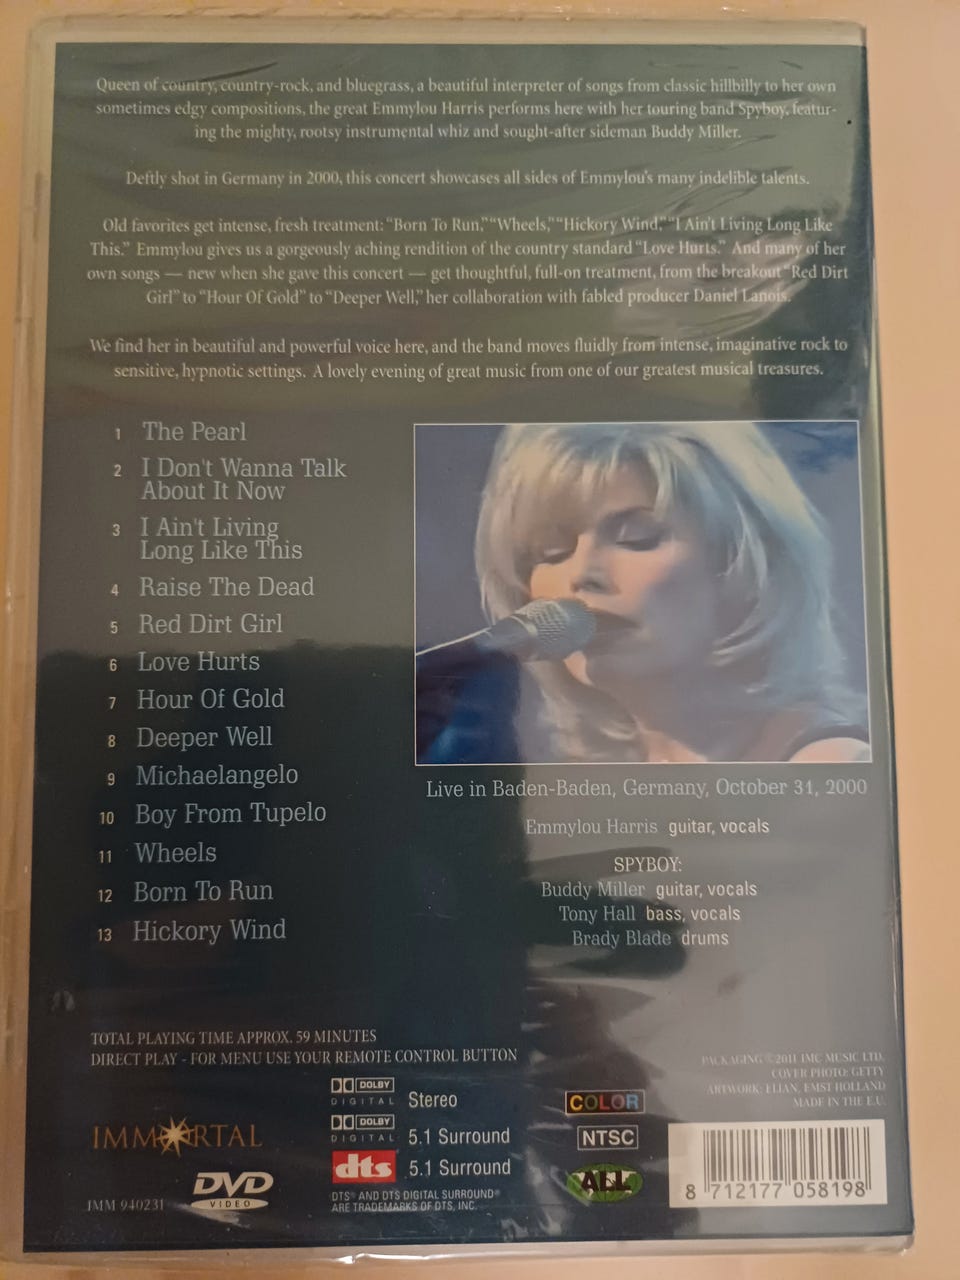 Queen of country, country-rock, and bluegrass, a beautiful interpreter of songs from classic hillbilly to her own
sometimes edgy compositions, the great Emmylou Harris performs here with her touring band Spyboy, featur-
ing the mighty, rootsy instrumental whiz and sought-after sideman Buddy Miller.
Deftly shot in Germany in 2000, this concert showcases all sides of Emmylou's many indelible talents.
Old favorites get intense, fresh treatment: "Born To Run," "Wheels," "Hickory Wind," "I Ain't Living Long Like
This." Emmylou gives us a gorgeously aching rendition of the country standard "Love Hurts." And many of her
own songs — new when she gave this concert — get thoughtful, full-on treatment, from the breakout "Red Dirt
Girl" to "Hour Of Gold" to "Deeper Well," her collaboration with fabled producer Daniel Lanois.
We find her in beautiful and powerful voice here, and the band moves fluidly from intense, imaginative rock to
sensitive, hypnotic settings. A lovely evening of great music from one of our greatest musical treasures.
1 The Pearl
2 I Don't Wanna Talk
About It Now
3 I Ain't Living
Long Like This
4 Raise The Dead
5 Red Dirt Girl
6 Love Hurts
7 Hour Of Gold
8 Deeper Well
9 Michaelangelo
10 Boy From Tupelo
11 Wheels
12 Born To Run
13 Hickory Wind
Live in Baden-Baden, Germany, October 31, 2000
Emmylou Harris guitar, vocals
SPYBOY:
Buddy Miller guitar, vocals
Tony Hall bass, vocals
Brady Blade drums
TOTAL PLAYING TIME APPROX. 59 MINUTES
DIRECT PLAY - FOR MENU USE YOUR REMOTE CONTROL BUTTON
PACKAGING ©2011 IMC MUSIC LTD.
COVER PHOTO: GETTY
ARTWORK: ELIAN, EMST HOLLAND
MADE IN THE E.U.
IMMORTAL
DVD
VIDEO
IMM 940231
DOLBY
DIGITAL Stereo
DOLBY
DIGITAL 5.1 Surround
dts 5.1 Surround
DTS® AND DTS DIGITAL SURROUND®
ARE TRADEMARKS OF DTS, INC.
COLOR
NTSC
ALL
8 712177 058198